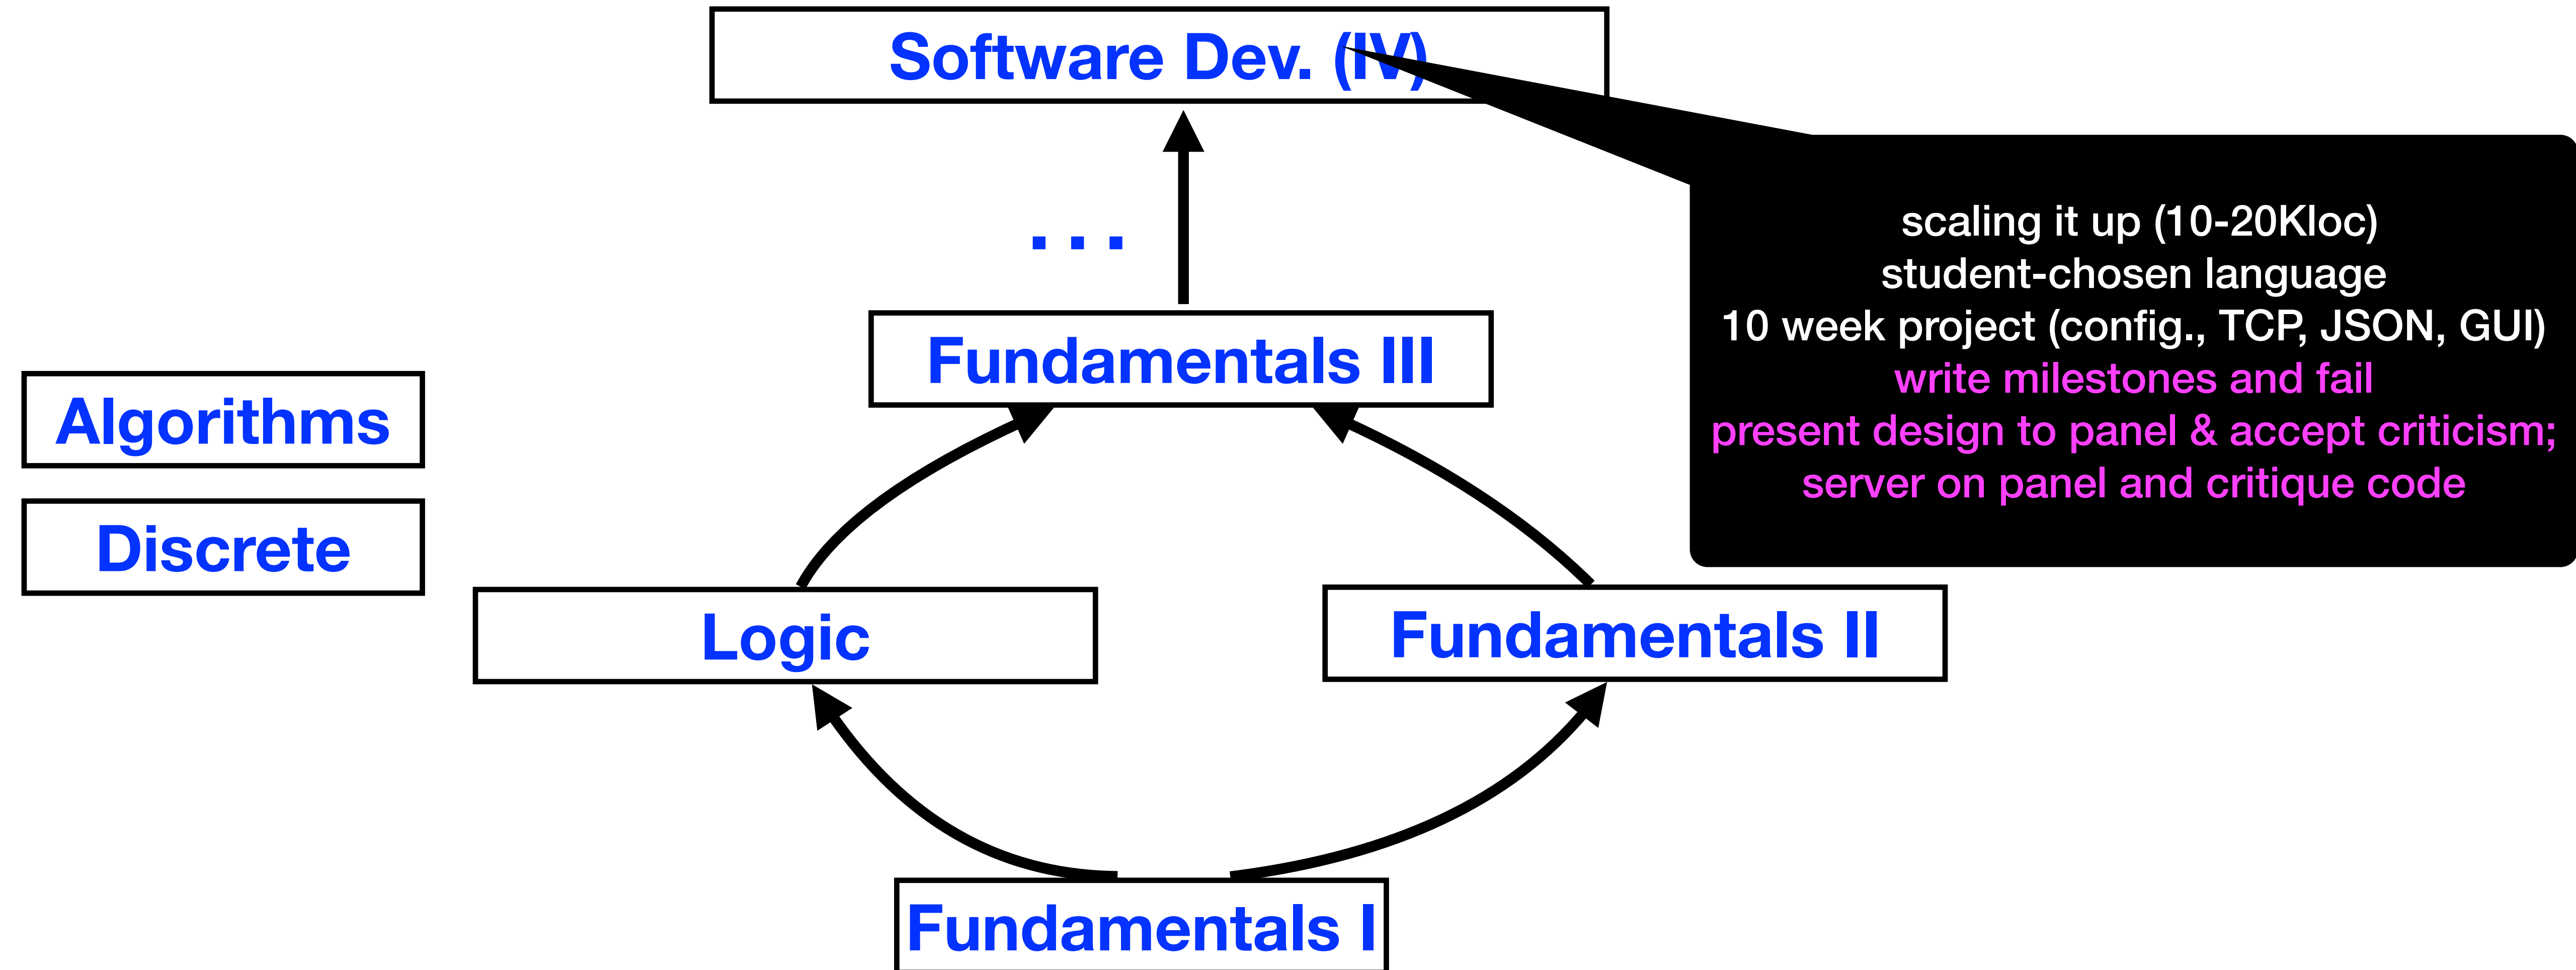 Software Dev. (IV)
scaling it up (10-20Kloc)
student-chosen language
10 week project (config., TCP, JSON, GUI)
write milestones and fail
present design to panel & accept criticism;
server on panel and critique code
. . .
Fundamentals III
Algorithms
Discrete
Logic
Fundamentals II
Fundamentals I